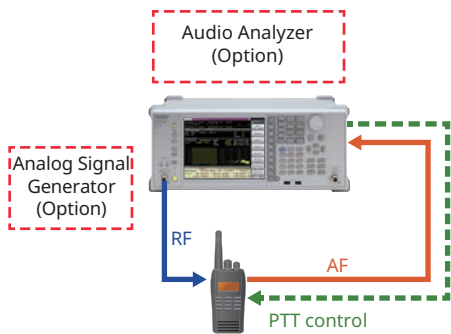 Audio Analyzer
(Option)
Analog Signal
Generator
(Option)
RF
AF
PTT control